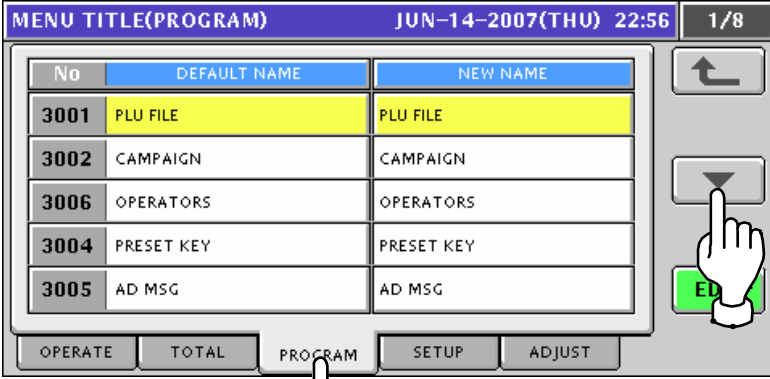 MENU TITLE(PROGRAM) JUN-14-2007(THU) 22:56 1/8
No DEFAULT NAME NEW NAME
3001 PLU FILE PLU FILE
3002 CAMPAIGN CAMPAIGN
3006 OPERATORS OPERATORS
3004 PRESET KEY PRESET KEY
3005 AD MSG AD MSG
OPERATE TOTAL PROGRAM SETUP ADJUST